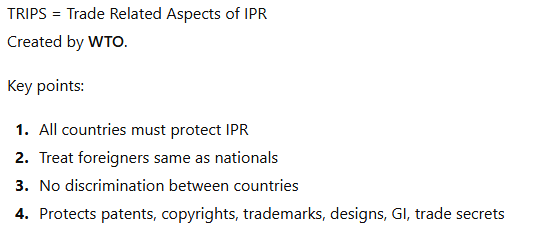 TRIPS = Trade Related Aspects of IPR
Created by WTO.
Key points:
1. All countries must protect IPR
2. Treat foreigners same as nationals
3. No discrimination between countries
4. Protects patents, copyrights, trademarks, designs, GI, trade secrets